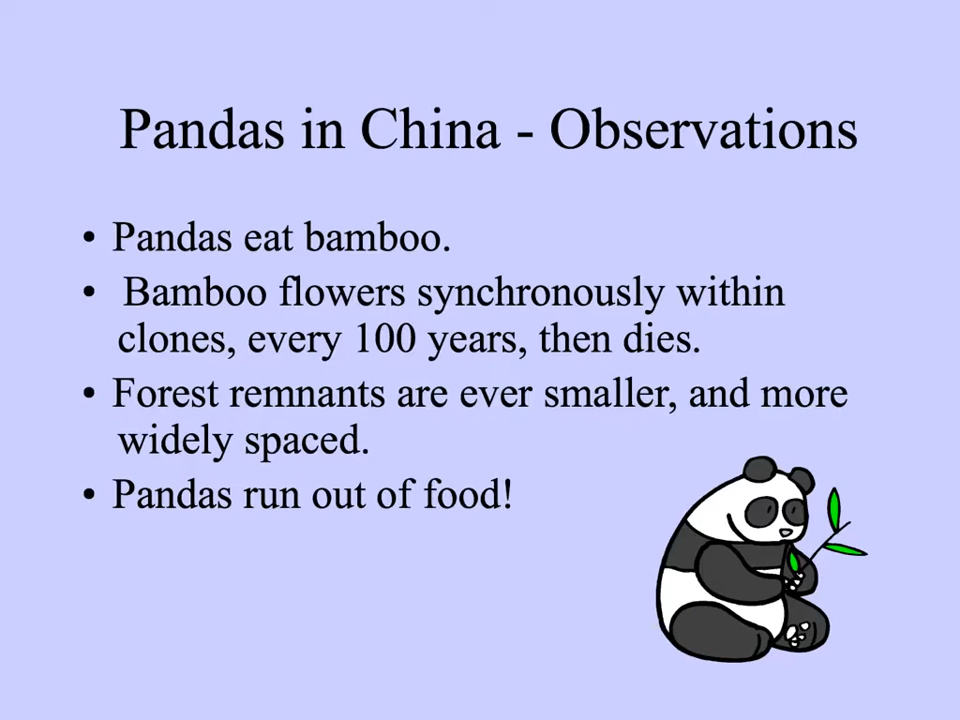 Pandas in China - Observations
• Pandas eat bamboo.
• Bamboo flowers synchronously within
clones, every 100 years, then dies.
• Forest remnants are ever smaller, and more
widely spaced.
• Pandas run out of food!